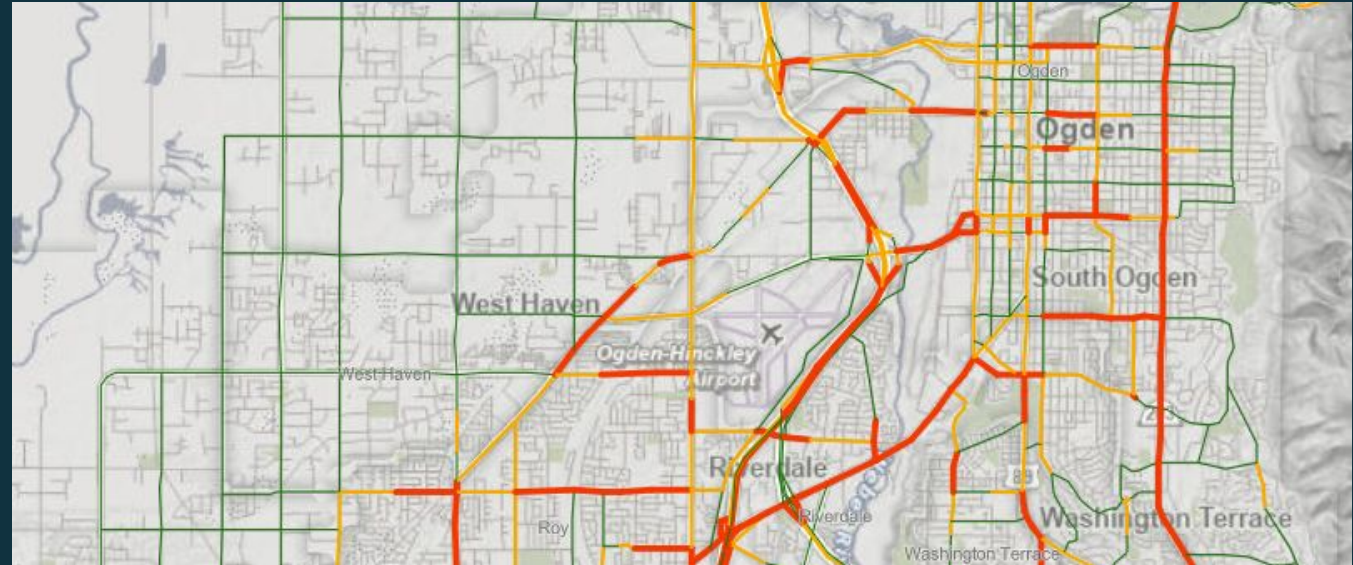 Ogden
Ogden
South Ogden
West Haven
Ogden-Hinckley
Airport
West Haven
Riverdale
89
Riverdale
Roy
Washington Terrace
Washington Terrace